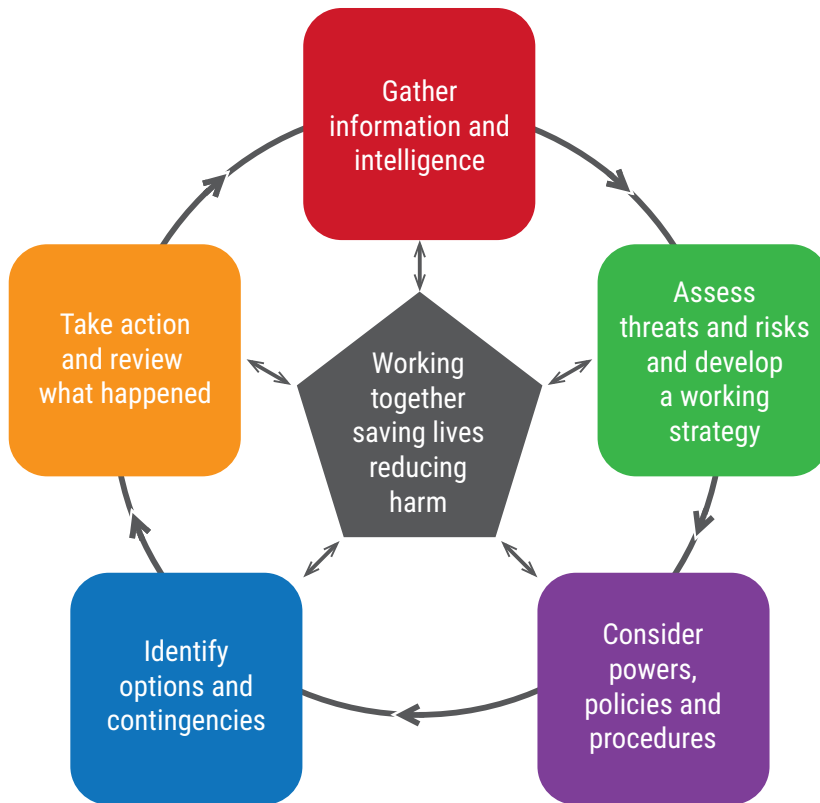 Gather
information and
intelligence
Assess
threats and risks
and develop
a working
strategy
Consider
powers,
policies and
procedures
Identify
options and
contingencies
Take action
and review
what happened
Working
together
saving lives
reducing
harm